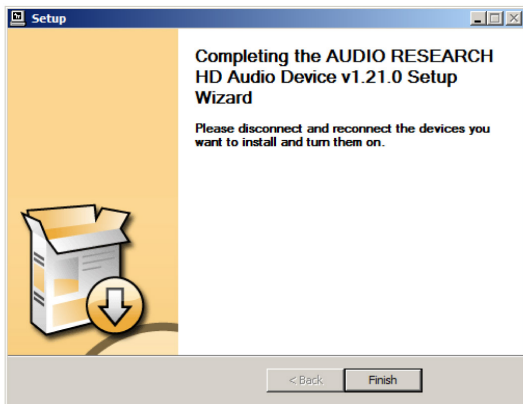 Setup
Completing the AUDIO RESEARCH
HD Audio Device v1.21.0 Setup
Wizard
Please disconnect and reconnect the devices you
want to install and turn them on.
< Back
Finish